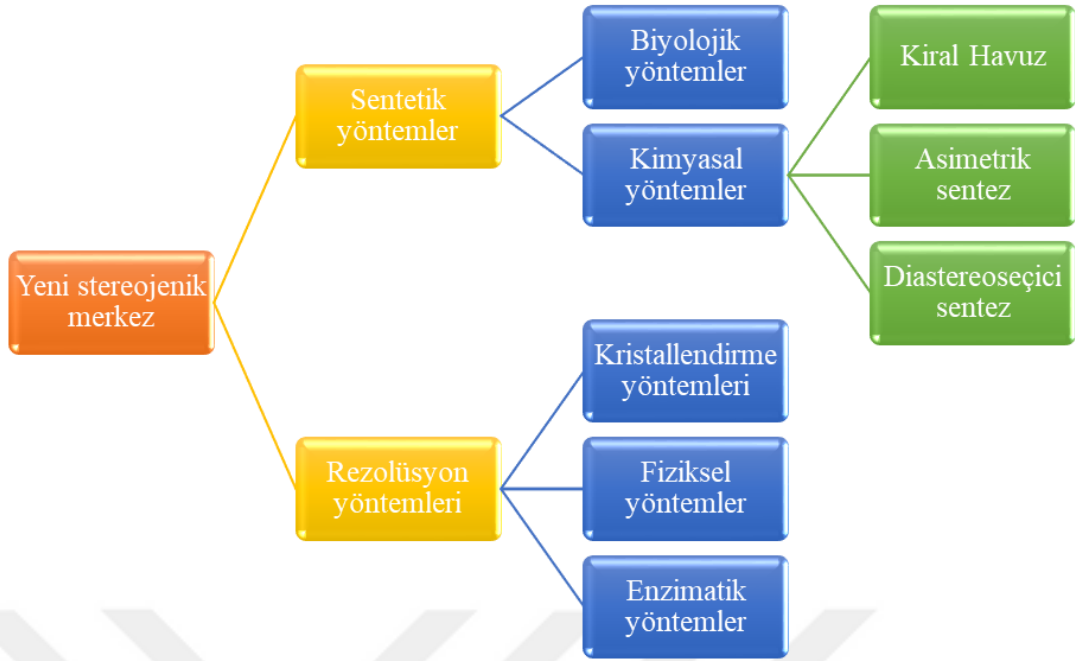 Yeni stereojenik
merkez
Sentetik
yöntemler
Biyolojik
yöntemler
Kimyasal
yöntemler
Kiral Havuz
Asimetrik
sentez
Diastereoseçici
sentez
Rezolüsyon
yöntemleri
Kristallendirme
yöntemleri
Fiziksel
yöntemler
Enzimatik
yöntemler